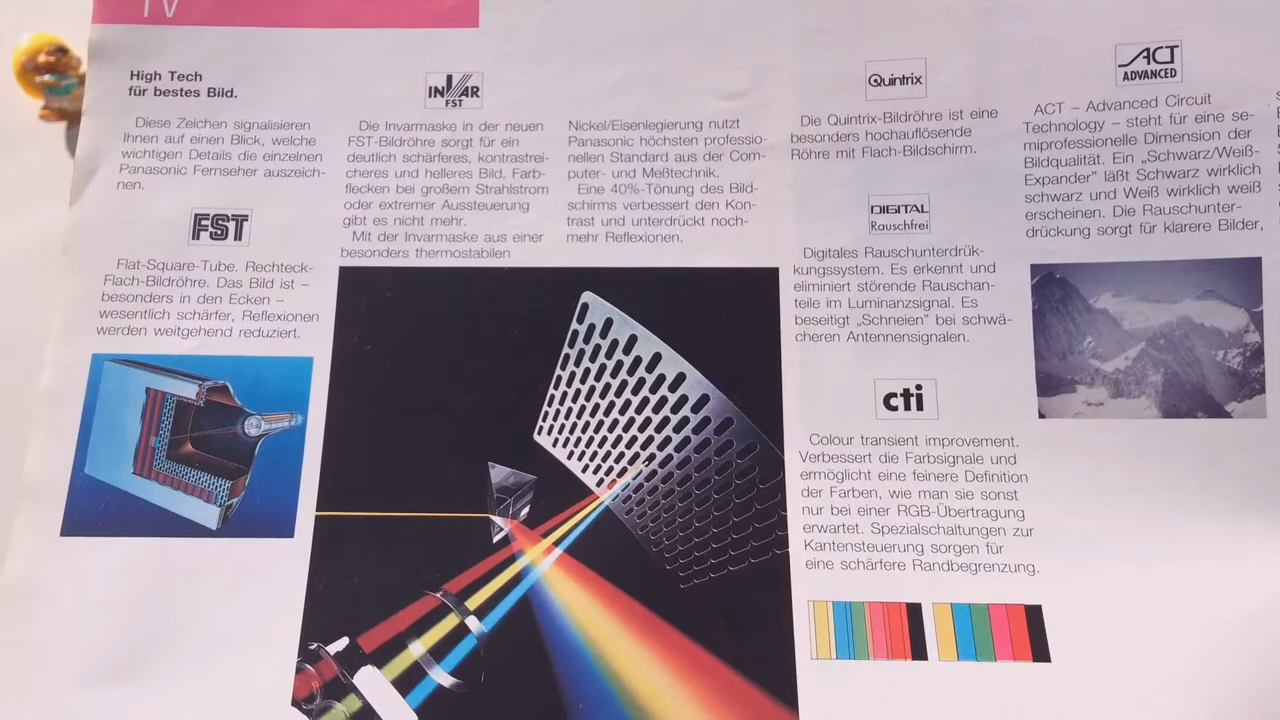 TV
High Tech
für bestes Bild.
Diese Zeichen signalisieren
Ihnen auf einen Blick, welche
wichtigen Details die einzelnen
Panasonic Fernseher auszeich-
nen.
FST
Flat-Square-Tube. Rechteck-
Flach-Bildröhre. Das Bild ist –
besonders in den Ecken –
wesentlich schärfer, Reflexionen
werden weitgehend reduziert.
INVAR
FST
Die Invarmaske in der neuen
FST-Bildröhre sorgt für ein
deutlich schärferes, kontrastrei-
cheres und helleres Bild. Farb-
flecken bei großem Strahlstrom
oder extremer Aussteuerung
gibt es nicht mehr.
Mit der Invarmaske aus einer
besonders thermostabilen
Nickel/Eisenlegierung nutzt
Panasonic höchsten professio-
nellen Standard aus der Com-
puter- und Meßtechnik.
Eine 40%-Tönung des Bild-
schirms verbessert den Kon-
trast und unterdrückt noch-
mehr Reflexionen.
Quintrix
Die Quintrix-Bildröhre ist eine
besonders hochauflösende
Röhre mit Flach-Bildschirm.
DIGITAL
Rauschfrei
Digitales Rauschunterdrük-
kungssystem. Es erkennt und
eliminiert störende Rauschan-
teile im Luminanzsignal. Es
beseitigt „Schneien" bei schwä-
cheren Antennensignalen.
cti
Colour transient improvement.
Verbessert die Farbsignale und
ermöglicht eine feinere Definition
der Farben, wie man sie sonst
nur bei einer RGB-Übertragung
erwartet. Spezialschaltungen zur
Kantensteuerung sorgen für
eine schärfere Randbegrenzung.
ACT
ADVANCED
ACT – Advanced Circuit
Technology – steht für eine se-
miprofessionelle Dimension der
Bildqualität. Ein „Schwarz/Weiß-
Expander" läßt Schwarz wirklich
schwarz und Weiß wirklich weiß
erscheinen. Die Rauschunter-
drückung sorgt für klarere Bilder,